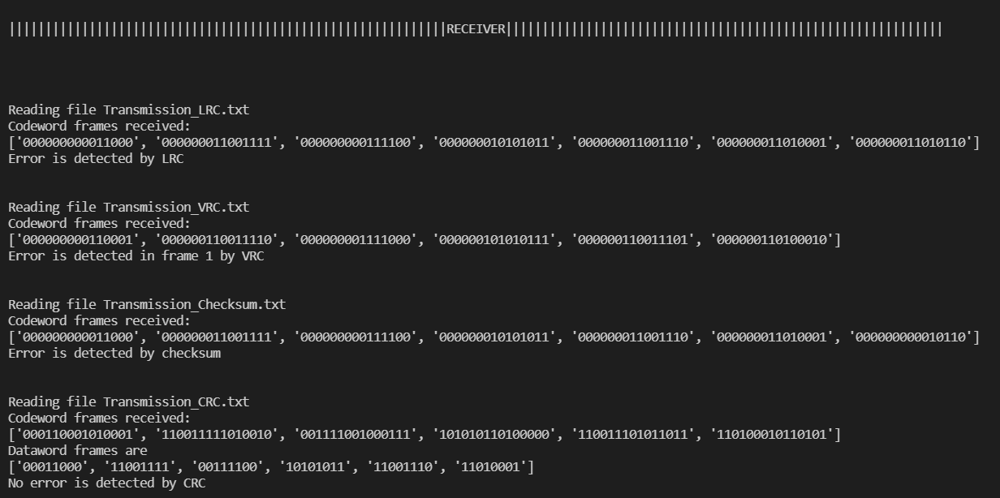 ||||||||||||||||||||||||||||||||||||||||||||||||||||||||||||RECEIVER||||||||||||||||||||||||||||||||||||||||||||||||||||||||||||
Reading file Transmission_LRC.txt
Codeword frames received:
['000000000011000', '000000011001111', '000000000111100', '000000010101011', '000000011001110', '000000011010001', '000000011010110']
Error is detected by LRC
Reading file Transmission_VRC.txt
Codeword frames received:
['000000000110001', '000000110011110', '000000001111000', '000000101010111', '000000110011101', '000000110100010']
Error is detected in frame 1 by VRC
Reading file Transmission_Checksum.txt
Codeword frames received:
['000000000011000', '000000011001111', '000000000111100', '000000010101011', '000000011001110', '000000011010001', '000000000010110']
Error is detected by checksum
Reading file Transmission_CRC.txt
Codeword frames received:
['000110001010001', '110011111010010', '001111001000111', '101010110100000', '110011101011011', '110100010110101']
Dataword frames are
['00011000', '11001111', '00111100', '10101011', '11001110', '11010001']
No error is detected by CRC